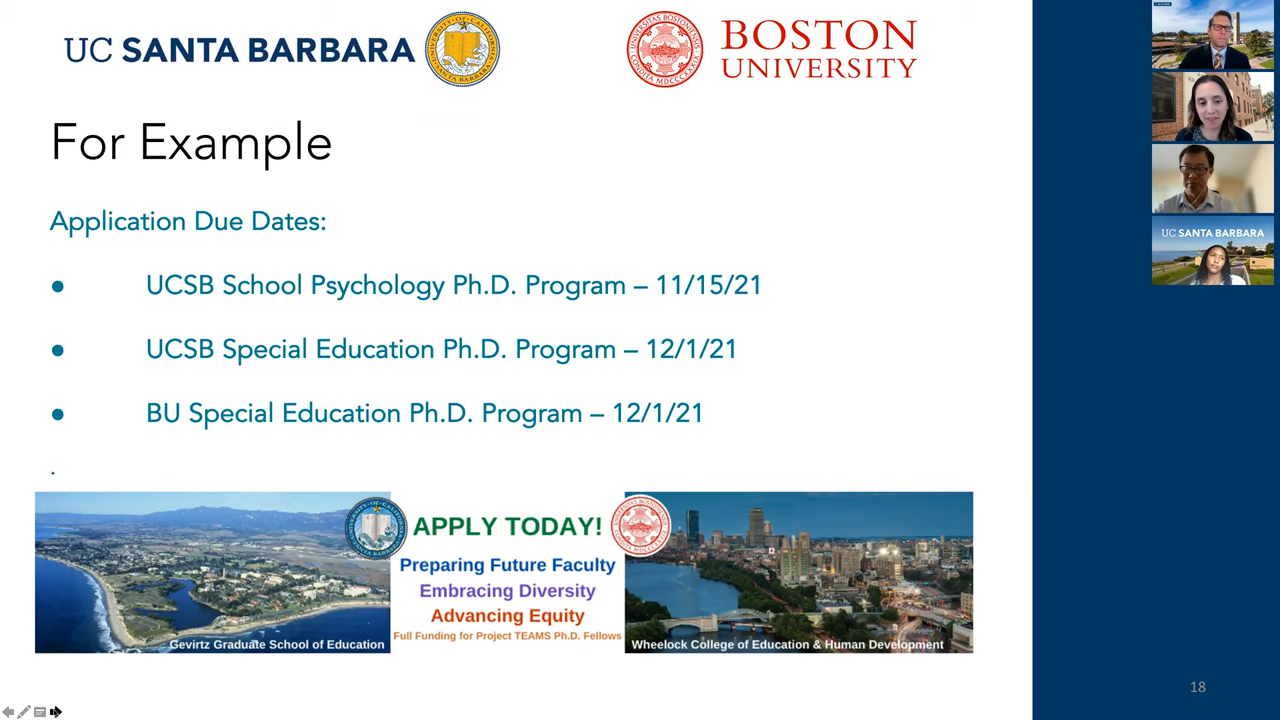 UC SANTA BARBARA
BOSTON
UNIVERSITY
For Example
Application Due Dates:
● UCSB School Psychology Ph.D. Program – 11/15/21
● UCSB Special Education Ph.D. Program – 12/1/21
● BU Special Education Ph.D. Program – 12/1/21
.
APPLY TODAY!
Preparing Future Faculty
Embracing Diversity
Advancing Equity
Full Funding for Project TEAMS Ph.D. Fellows
Gevirtz Graduate School of Education
Wheelock College of Education & Human Development
UC SANTA BARBARA
18